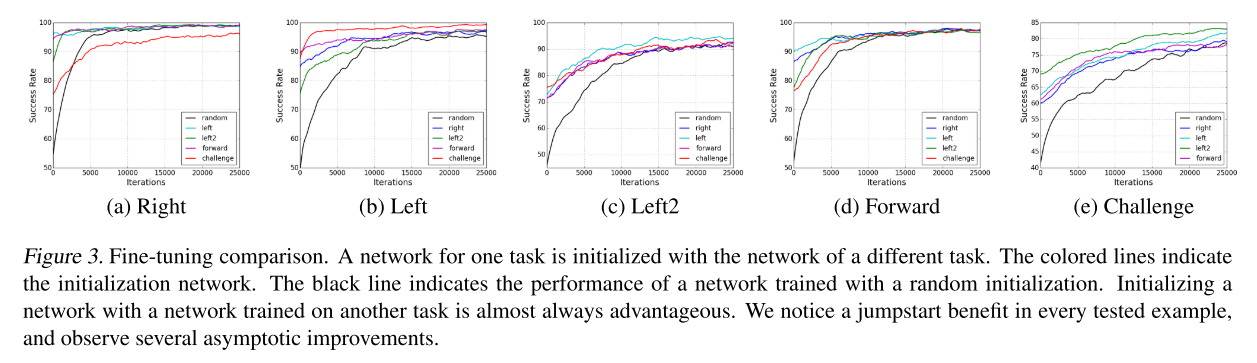 100
90
80
70
60
50
0 5000 10000 15000 20000 25000
Success Rate
Iterations
random
left
left2
forward
challenge
(a) Right
100
90
80
70
60
50
0 5000 10000 15000 20000 25000
Success Rate
Iterations
random
right
left2
forward
challenge
(b) Left
100
90
80
70
60
50
0 5000 10000 15000 20000 25000
Success Rate
Iterations
random
right
left
forward
challenge
(c) Left2
100
90
80
70
60
50
0 5000 10000 15000 20000 25000
Success Rate
Iterations
random
right
left
left2
challenge
(d) Forward
85
80
75
70
65
60
55
50
45
40
0 5000 10000 15000 20000 25000
Success Rate
Iterations
random
right
left
left2
forward
(e) Challenge
Figure 3. Fine-tuning comparison. A network for one task is initialized with the network of a different task. The colored lines indicate
the initialization network. The black line indicates the performance of a network trained with a random initialization. Initializing a
network with a network trained on another task is almost always advantageous. We notice a jumpstart benefit in every tested example,
and observe several asymptotic improvements.